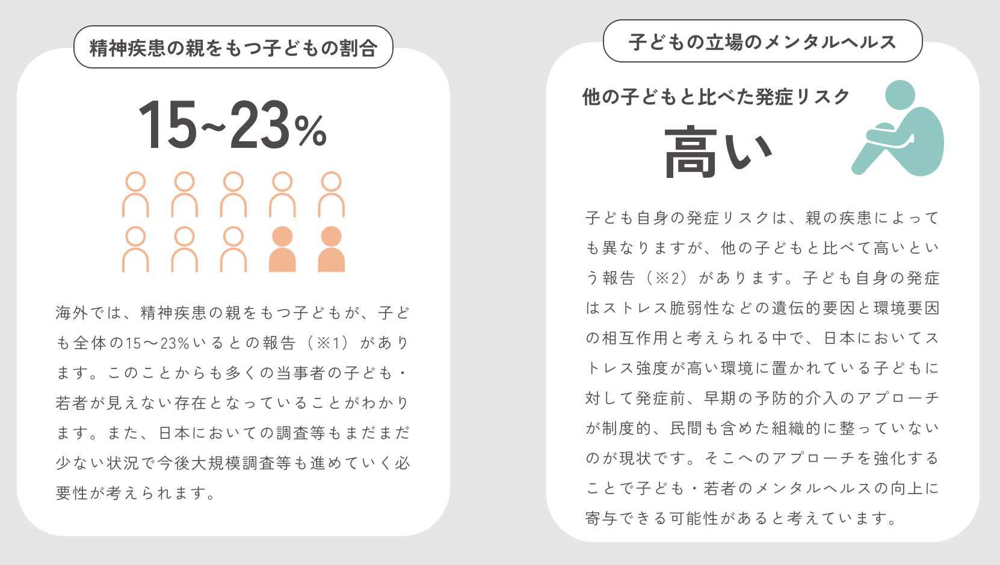 精神疾患の親をもつ子どもの割合
15~23%
海外では、精神疾患の親をもつ子どもが、子ど
も全体の15〜23%いるとの報告（※1）があり
ます。このことからも多くの当事者の子ども・
若者が見えない存在となっていることがわかり
ます。また、日本においての調査等もまだまだ
少ない状況で今後大規模調査等も進めていく必
要性が考えられます。
子どもの立場のメンタルヘルス
他の子どもと比べた発症リスク
高い
子ども自身の発症リスクは、親の疾患によって
も異なりますが、他の子どもと比べて高いとい
う報告（※2）があります。子ども自身の発症
はストレス脆弱性などの遺伝的要因と環境要因
の相互作用と考えられる中で、日本においてス
トレス強度が高い環境に置かれている子どもに
対して発症前、早期の予防的介入のアプローチ
が制度的、民間も含めた組織的に整っていない
のが現状です。そこへのアプローチを強化する
ことで子ども・若者のメンタルヘルスの向上に
寄与できる可能性があると考えています。